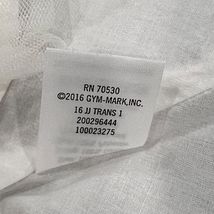 RN 70530
©2016 GYM-MARK,INC.
16 JJ TRANS 1
200296444
100023275